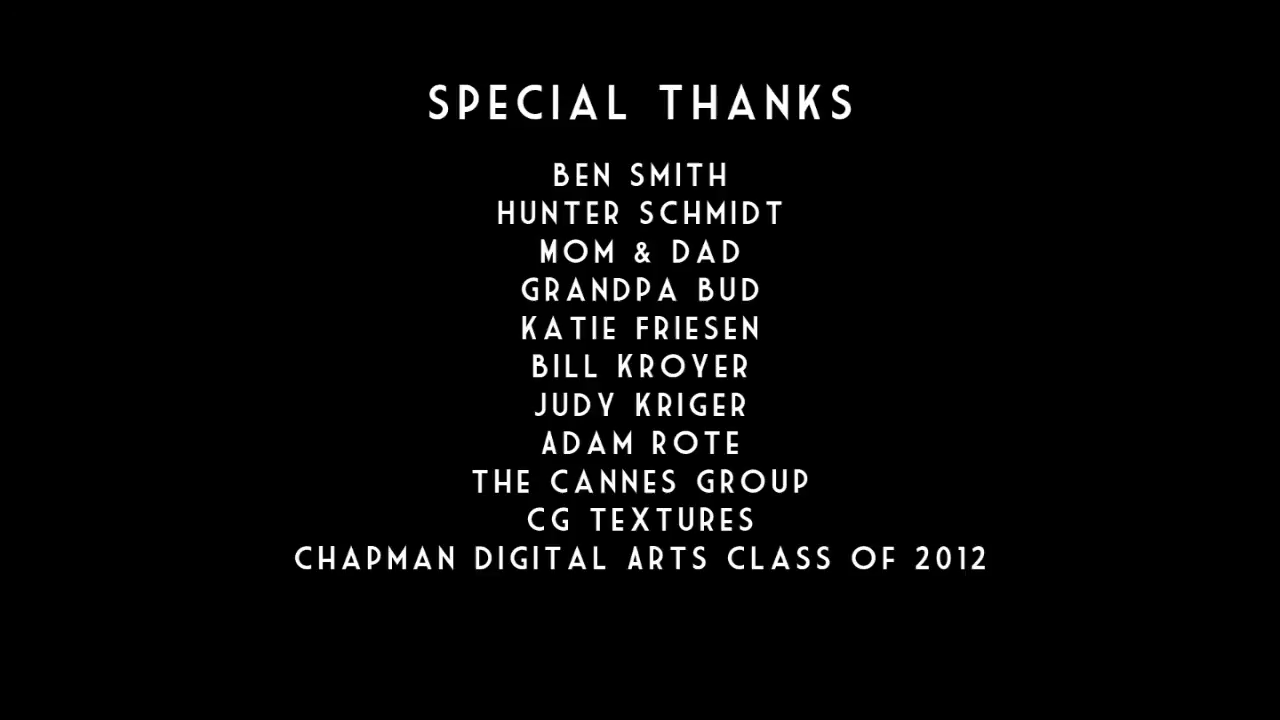 SPECIAL THANKS
BEN SMITH
HUNTER SCHMIDT
MOM & DAD
GRANDPA BUD
KATIE FRIESEN
BILL KROYER
JUDY KRIGER
ADAM ROTE
THE CANNES GROUP
CG TEXTURES
CHAPMAN DIGITAL ARTS CLASS OF 2012